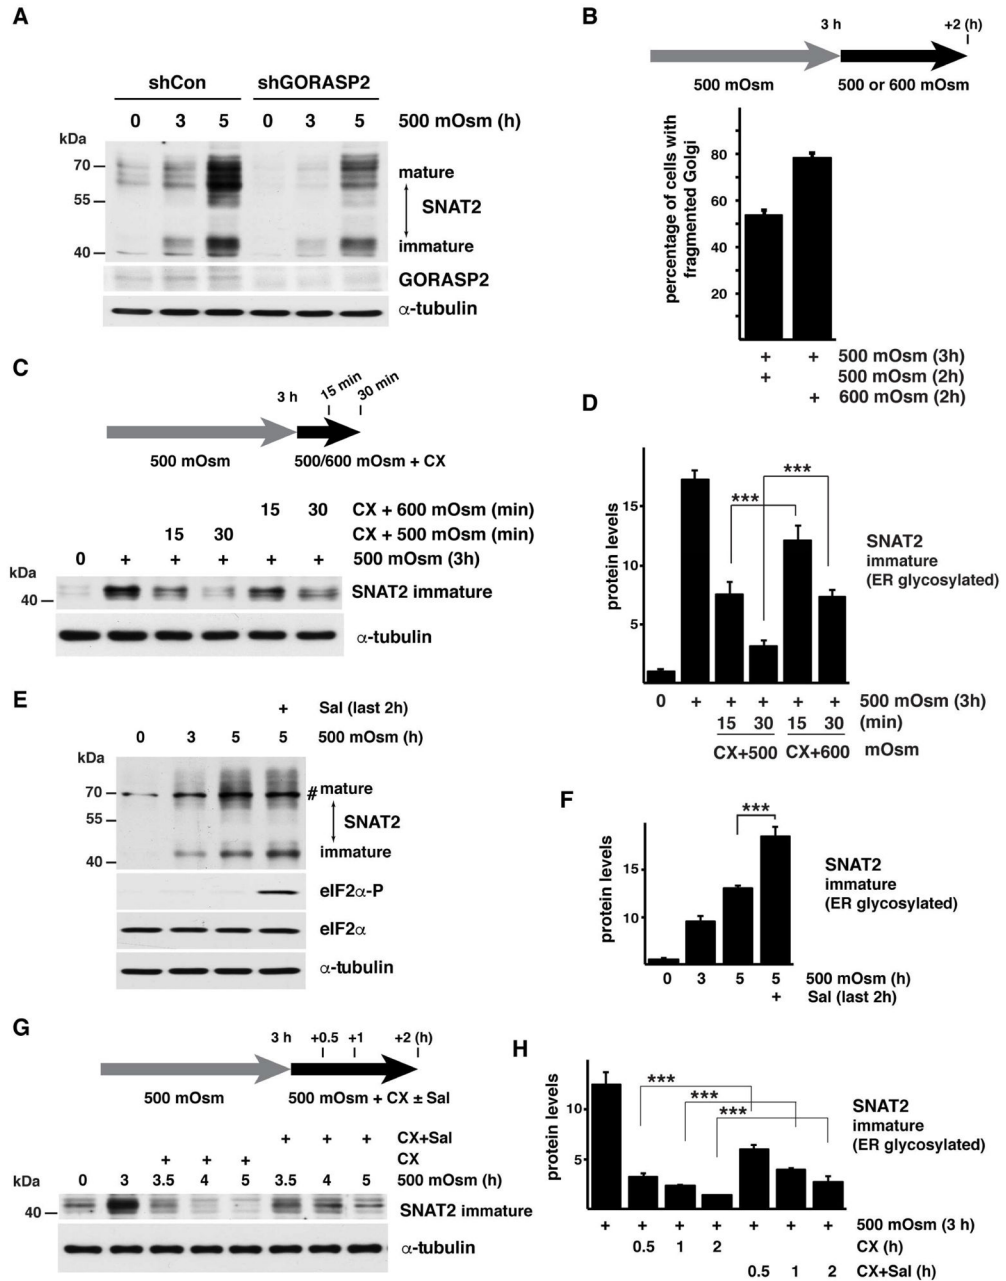 A
shCon shGORASP2
0 3 5 0 3 5 500 mOsm (h)
kDa
70
55
40
mature
SNAT2
immature
GORASP2
α-tubulin
B
3 h +2 (h)
500 mOsm 500 or 600 mOsm
percentage of cells with
fragmented Golgi
80
60
40
20
+ + 500 mOsm (3h)
+ 500 mOsm (2h)
+ 600 mOsm (2h)
C
3 h 15 min 30 min
500 mOsm 500/600 mOsm + CX
15 30 CX + 600 mOsm (min)
15 30 CX + 500 mOsm (min)
0 + + + + + 500 mOsm (3h)
kDa
40
SNAT2 immature
α-tubulin
D
protein levels
15
10
5
*** ***
SNAT2
immature
(ER glycosylated)
0 + + + + + 500 mOsm (3h)
15 30 15 30 (min)
CX+500 CX+600 mOsm
E
+ Sal (last 2h)
0 3 5 5 500 mOsm (h)
kDa
70
55
40
# mature
SNAT2
immature
eIF2α-P
eIF2α
α-tubulin
F
protein levels
15
10
***
SNAT2
immature
(ER glycosylated)
0 3 5 5 500 mOsm (h)
+ Sal (last 2h)
G
3 h +0.5 +1 +2 (h)
500 mOsm 500 mOsm + CX ± Sal
+ + + CX+Sal
+ + + CX
0 3 3.5 4 5 3.5 4 5 500 mOsm (h)
kDa
40
SNAT2 immature
α-tubulin
H
protein levels
10
5
***
***
***
SNAT2
immature
(ER glycosylated)
+ + + + + + + 500 mOsm (3 h)
0.5 1 2 CX (h)
0.5 1 2 CX+Sal (h)